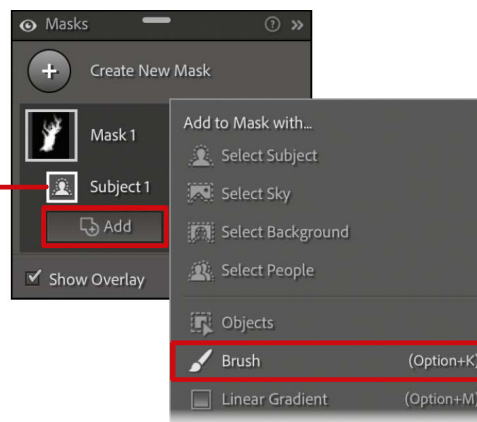 Masks
Create New Mask
Mask 1
Subject 1
Add
Show Overlay
Add to Mask with...
Select Subject
Select Sky
Select Background
Select People
Objects
Brush (Option+K)
Linear Gradient (Option+M)